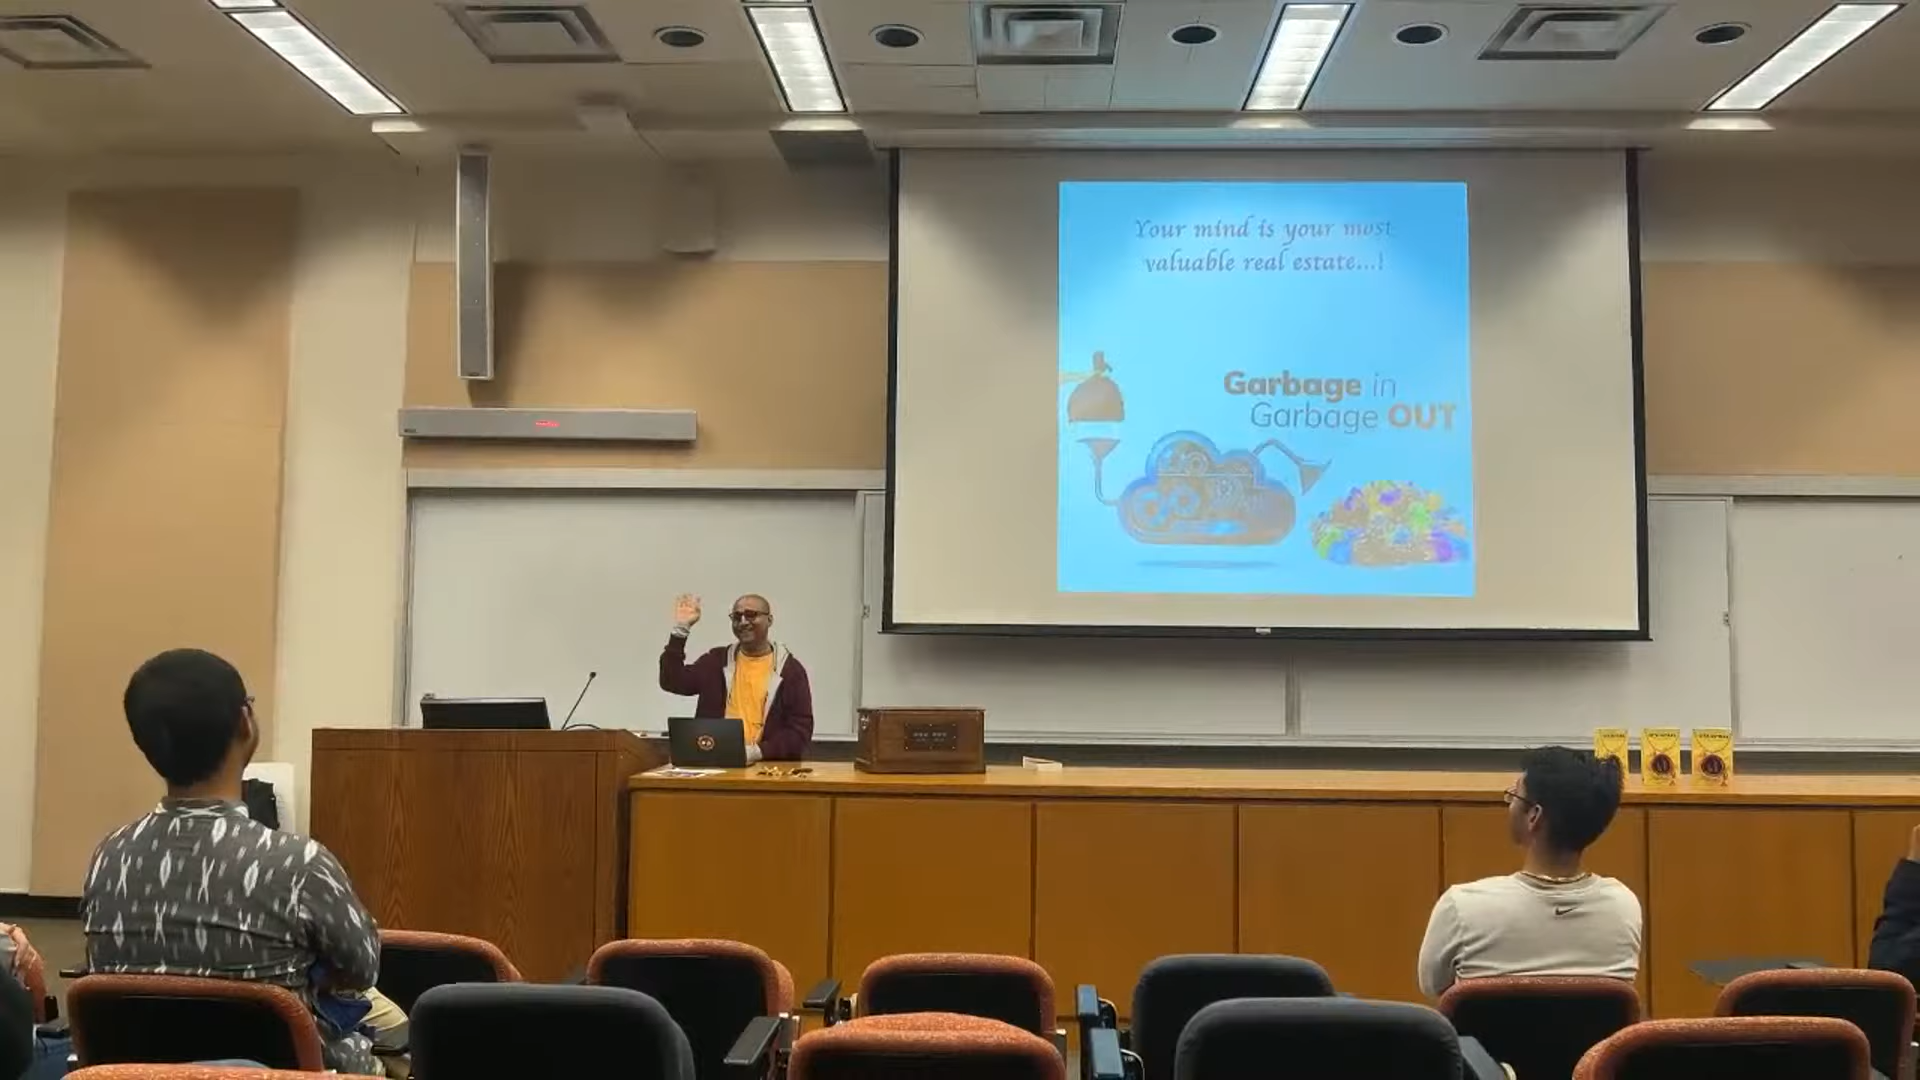 Your mind is your most
valuable real estate...!
Garbage in
Garbage OUT